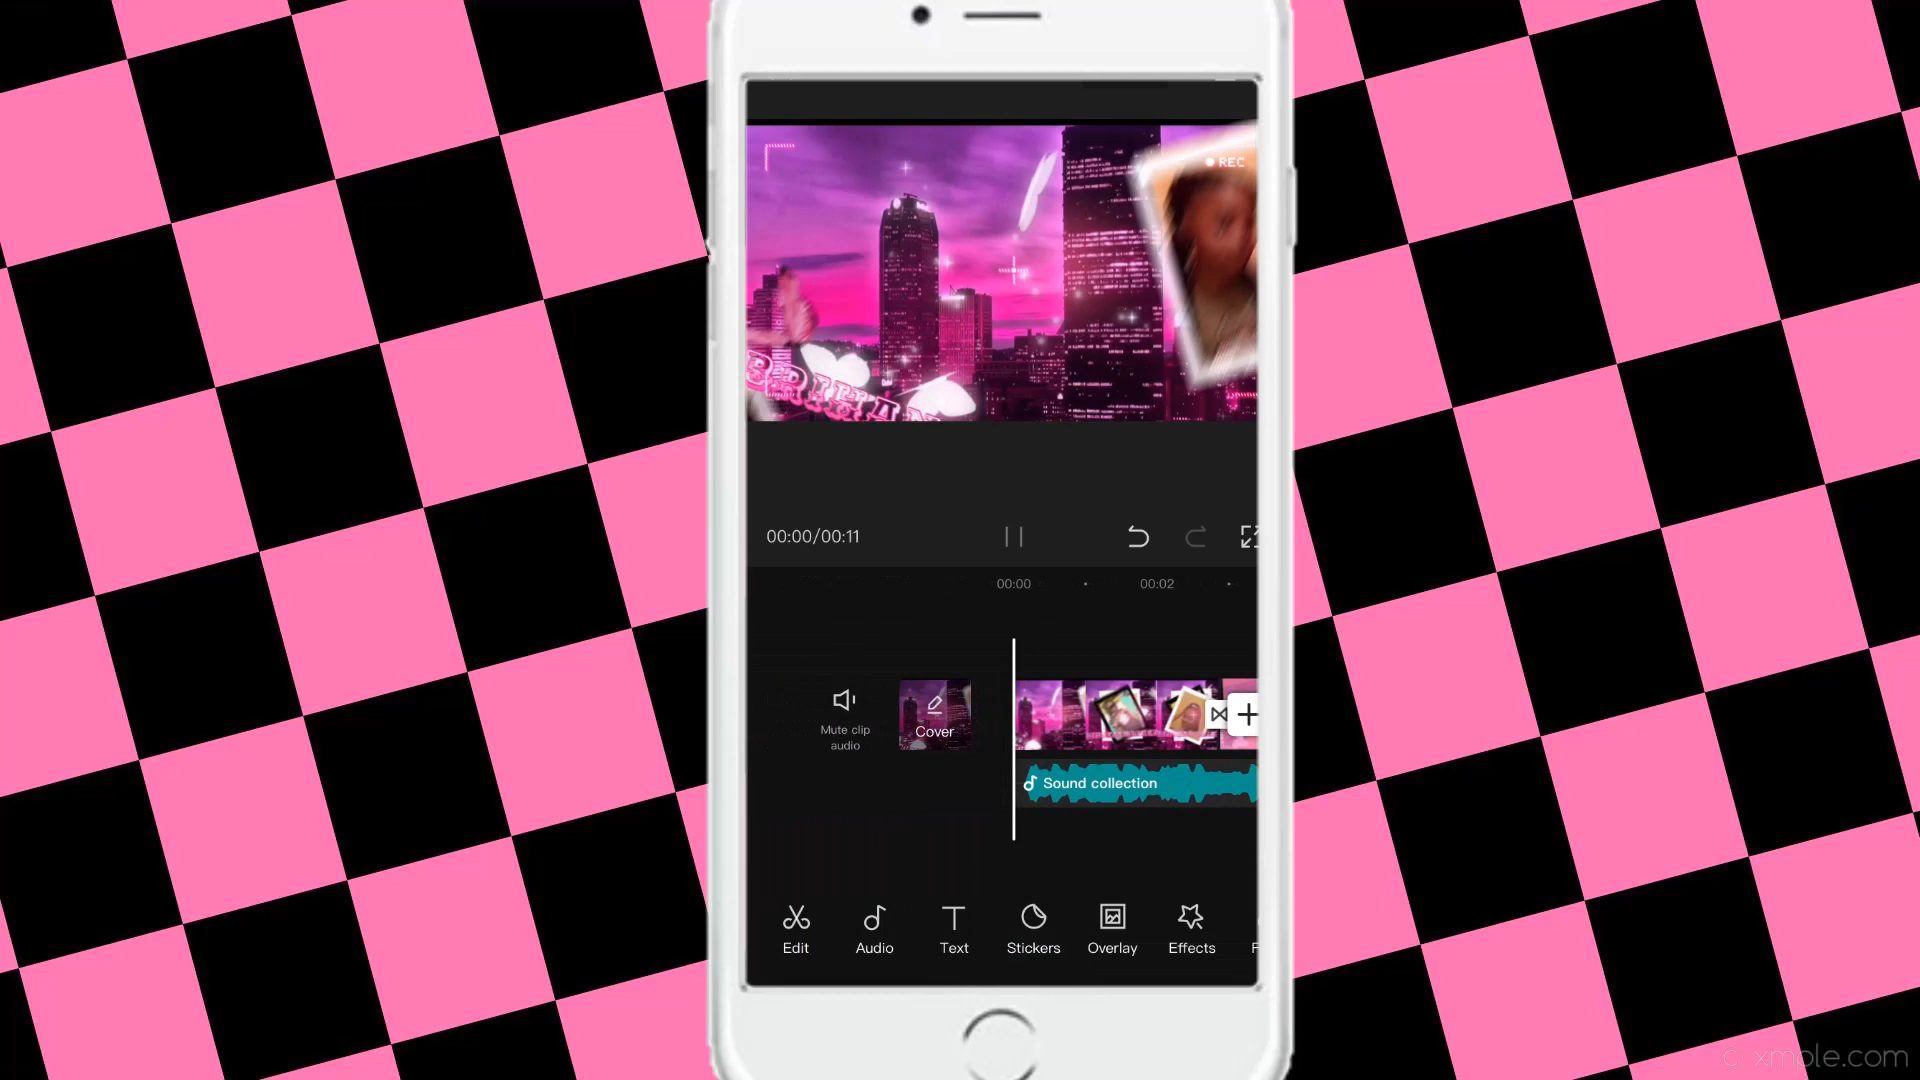 REC
BRIHAN
00:00/00:11
00:00
00:02
Mute clip
audio
Cover
Sound collection
Edit
Audio
Text
Stickers
Overlay
Effects
F
© xmple.com